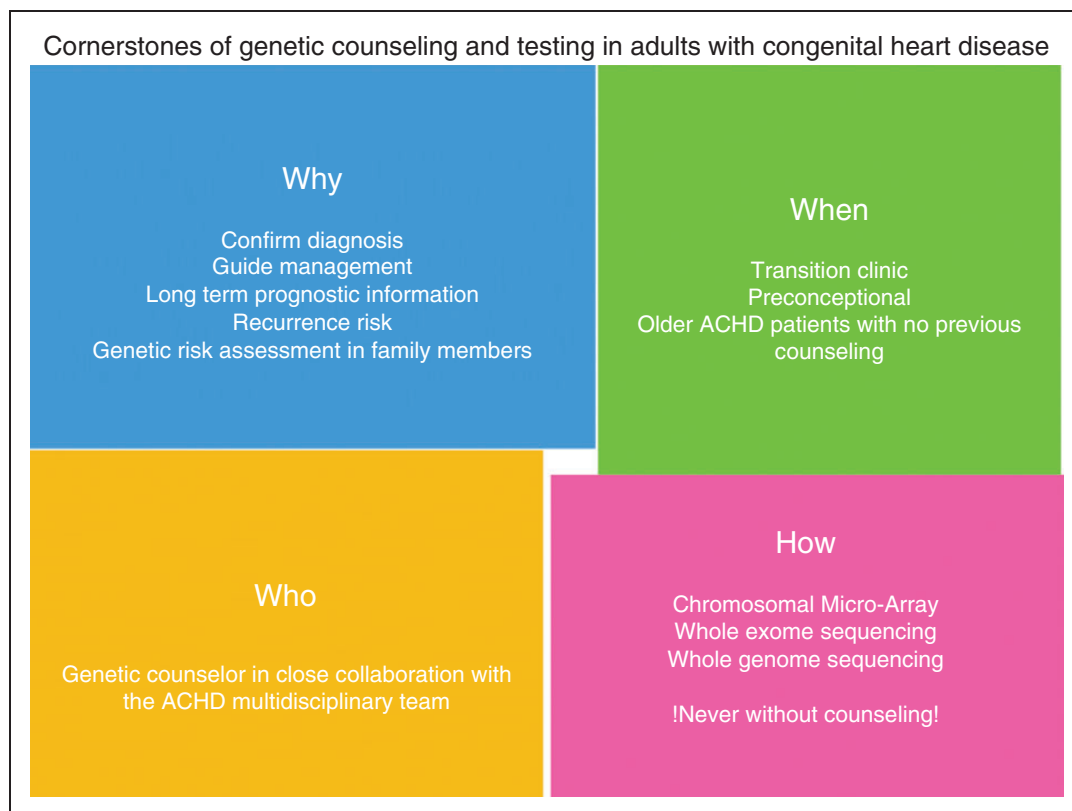 Cornerstones of genetic counseling and testing in adults with congenital heart disease
Why
Confirm diagnosis
Guide management
Long term prognostic information
Recurrence risk
Genetic risk assessment in family members
When
Transition clinic
Preconceptional
Older ACHD patients with no previous
counseling
Who
Genetic counselor in close collaboration with
the ACHD multidisciplinary team
How
Chromosomal Micro-Array
Whole exome sequencing
Whole genome sequencing
!Never without counseling!